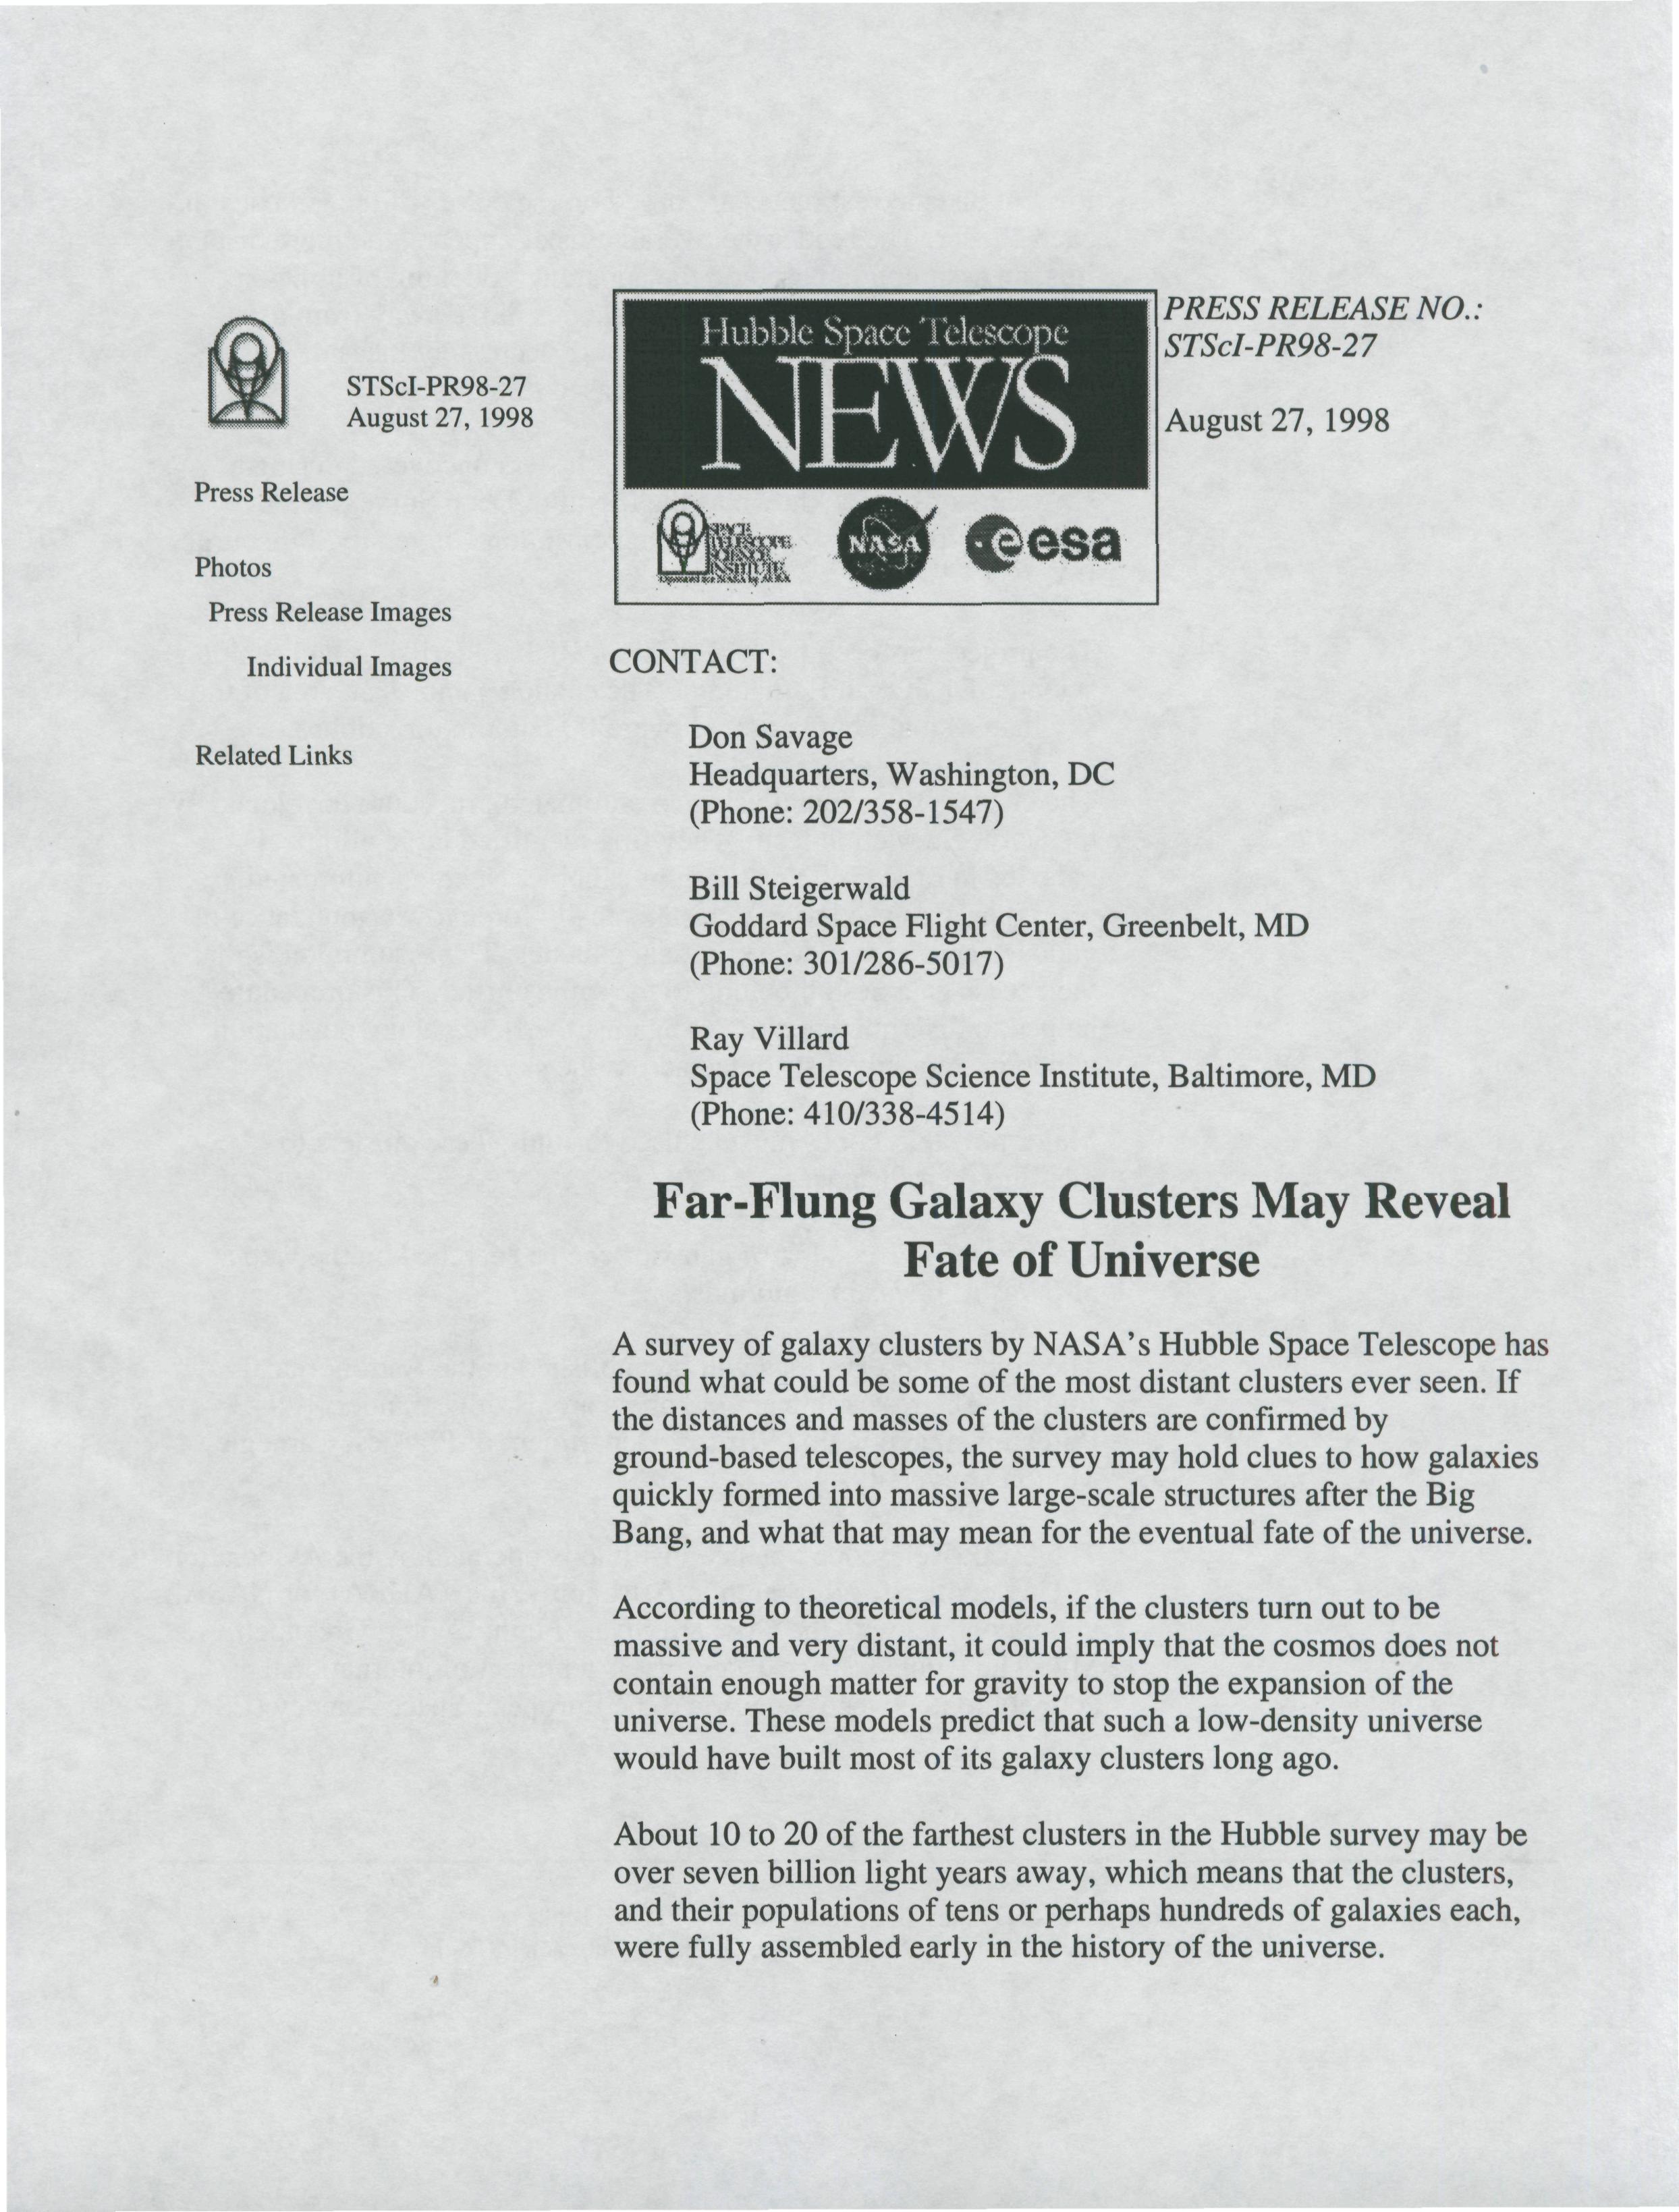 STScI-PR98-27
August 27, 1998
Press Release
Photos
Press Release Images
Individual Images
Related Links
Hubble Space Telescope
NEWS
SPACE
TELESCOPE
SCIENCE
INSTITUTE
Operated for NASA by AURA
NASA
esa
PRESS RELEASE NO.:
STScI-PR98-27
August 27, 1998
CONTACT:
Don Savage
Headquarters, Washington, DC
(Phone: 202/358-1547)
Bill Steigerwald
Goddard Space Flight Center, Greenbelt, MD
(Phone: 301/286-5017)
Ray Villard
Space Telescope Science Institute, Baltimore, MD
(Phone: 410/338-4514)
Far-Flung Galaxy Clusters May Reveal
Fate of Universe
A survey of galaxy clusters by NASA's Hubble Space Telescope has
found what could be some of the most distant clusters ever seen. If
the distances and masses of the clusters are confirmed by
ground-based telescopes, the survey may hold clues to how galaxies
quickly formed into massive large-scale structures after the Big
Bang, and what that may mean for the eventual fate of the universe.
According to theoretical models, if the clusters turn out to be
massive and very distant, it could imply that the cosmos does not
contain enough matter for gravity to stop the expansion of the
universe. These models predict that such a low-density universe
would have built most of its galaxy clusters long ago.
About 10 to 20 of the farthest clusters in the Hubble survey may be
over seven billion light years away, which means that the clusters,
and their populations of tens or perhaps hundreds of galaxies each,
were fully assembled early in the history of the universe.